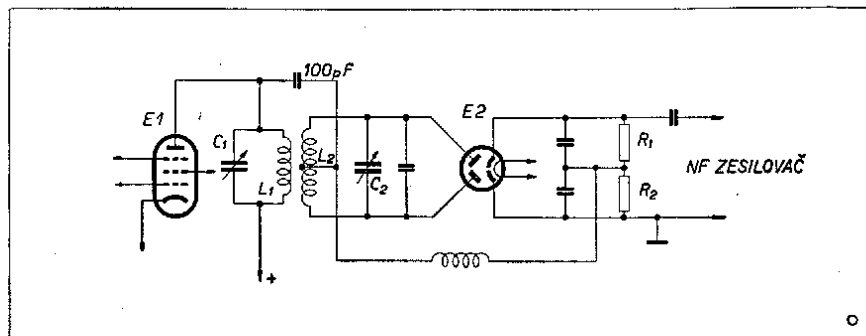 100pF
E1
C1
L1
L2
C2
E2
R1
R2
NF ZESILOVAČ
+